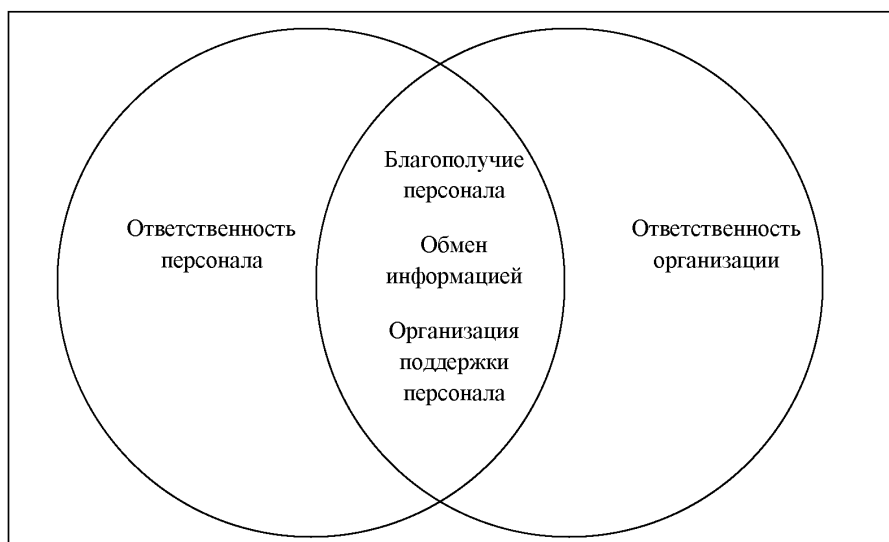 Ответственность
персонала
Благополучие
персонала
Обмен
информацией
Организация
поддержки
персонала
Ответственность
организации